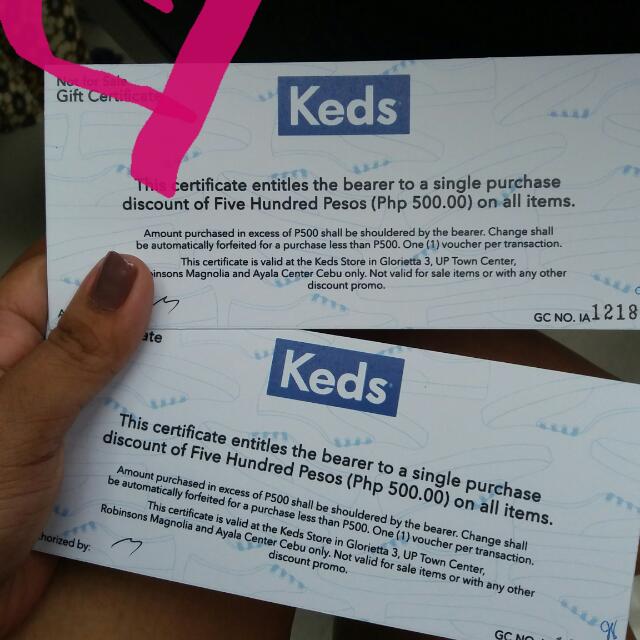 Not for Sale
Gift Certificate
Keds
This certificate entitles the bearer to a single purchase
discount of Five Hundred Pesos (Php 500.00) on all items.
Amount purchased in excess of P500 shall be shouldered by the bearer. Change shall
be automatically forfeited for a purchase less than P500. One (1) voucher per transaction.
This certificate is valid at the Keds Store in Glorietta 3, UP Town Center,
insons Magnolia and Ayala Center Cebu only. Not valid for sale items or with any other
discount promo.
GC NO. IA1218
ate
Keds
This certificate entitles the bearer to a single purchase
discount of Five Hundred Pesos (Php 500.00) on all items.
Amount purchased in excess of P500 shall be shouldered by the bearer. Change shall
be automatically forfeited for a purchase less than P500. One (1) voucher per transaction.
This certificate is valid at the Keds Store in Glorietta 3, UP Town Center,
Robinsons Magnolia and Ayala Center Cebu only. Not valid for sale items or with any other
discount promo.
horized by:
GC NO.